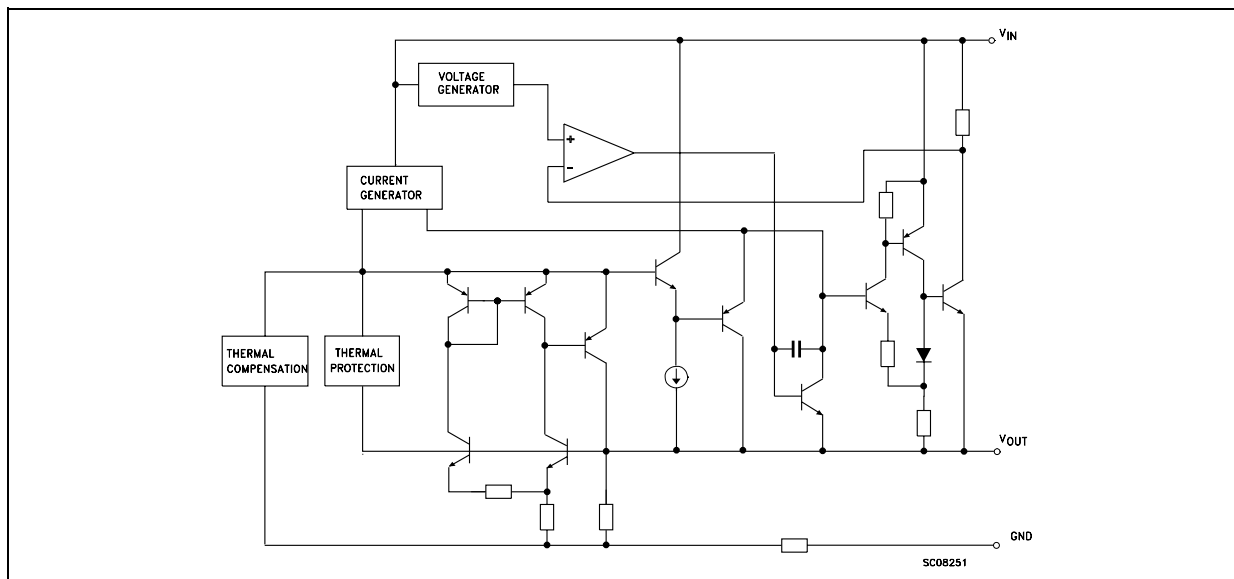 VIN
VOLTAGE
GENERATOR
+
-
CURRENT
GENERATOR
THERMAL
COMPENSATION
THERMAL
PROTECTION
VOUT
GND
SC08251